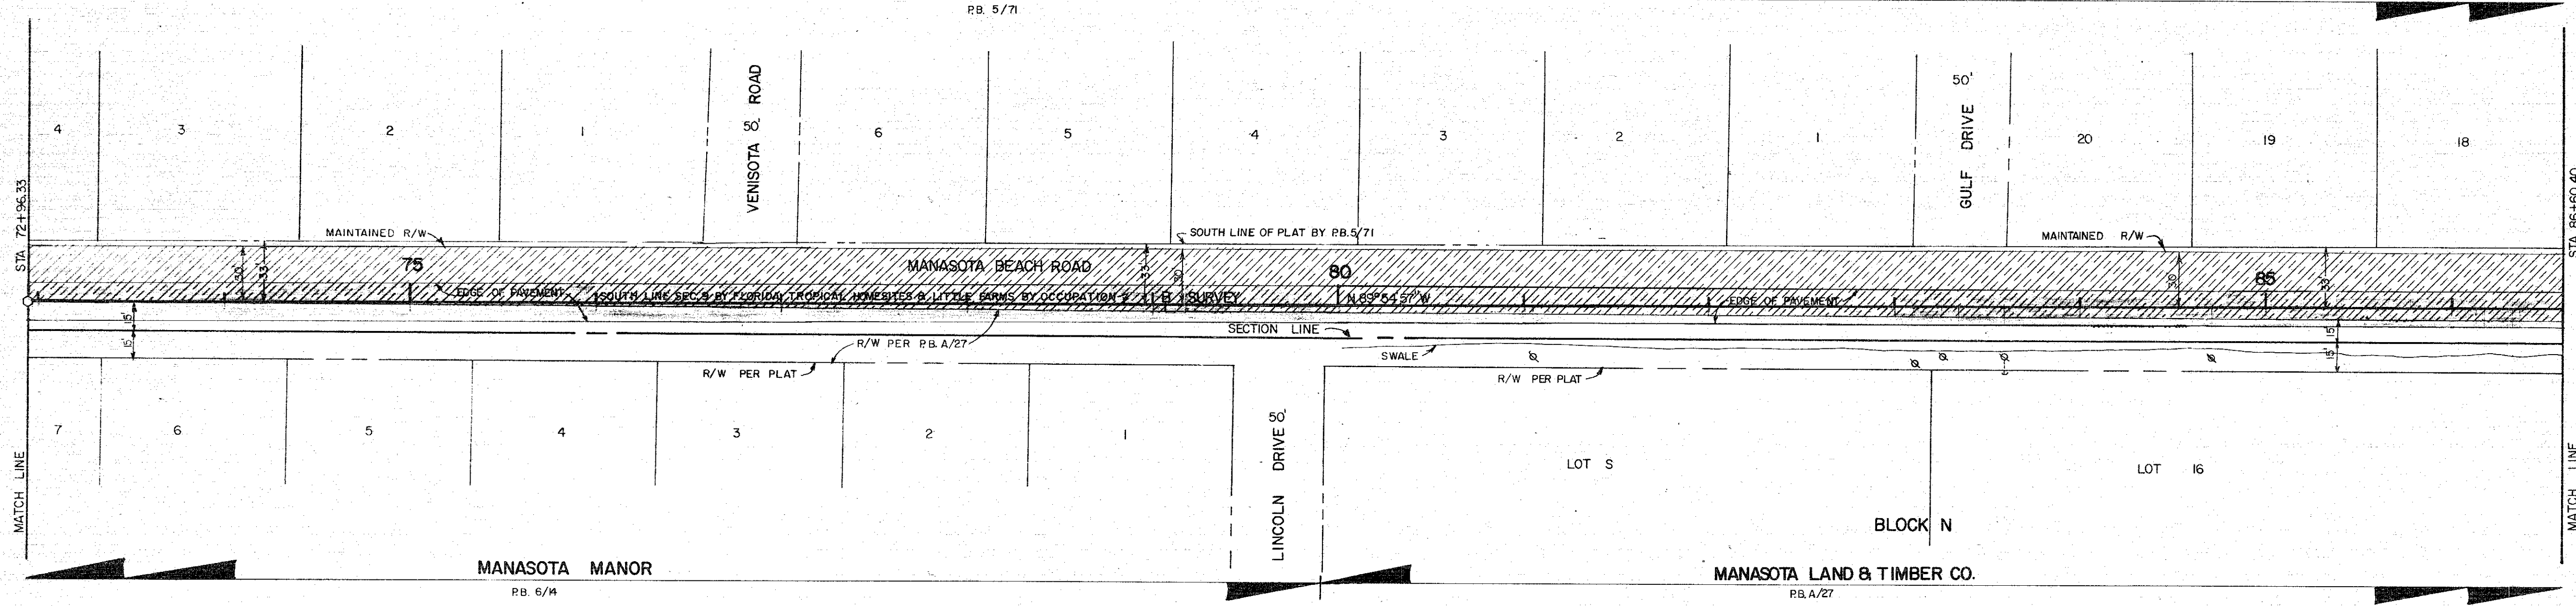 P.B. 5/71
4
3
2
1
VENISOTA 50' ROAD
6
5
4
3
2
1
50'
GULF DRIVE
20
19
18
STA 72+96.33
STA 86+60.40
MAINTAINED R/W
SOUTH LINE OF PLAT BY P.B.5/71
MAINTAINED R/W
75
MANASOTA BEACH ROAD
80
85
30'
33'
33'
30'
30'
33'
EDGE OF PAVEMENT
SOUTH LINE SEC. 9 BY FLORIDA TROPICAL HOMESITES & LITTLE FARMS BY OCCUPATION
B SURVEY
N 89°54'57"W
EDGE OF PAVEMENT
15'
15'
SECTION LINE
15'
15'
R/W PER P.B. A/27
SWALE
R/W PER PLAT
R/W PER PLAT
7
6
5
4
3
2
1
50'
LINCOLN DRIVE
LOT S
LOT 16
MATCH LINE
MATCH LINE
BLOCK N
MANASOTA MANOR
P.B. 6/14
MANASOTA LAND & TIMBER CO.
P.B. A/27